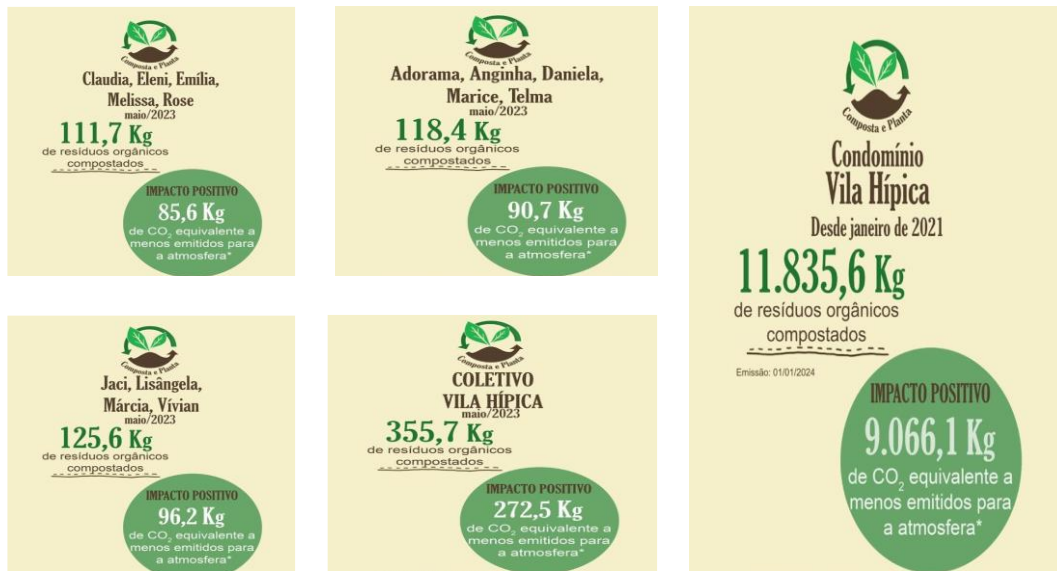 Composta e Planta
Claudia, Eleni, Emília,
Melissa, Rose
maio/2023
111,7 Kg
de resíduos orgânicos
compostados
IMPACTO POSITIVO
85,6 Kg
de CO₂ equivalente a
menos emitidos para
a atmosfera*
Composta e Planta
Adorama, Anginha, Daniela,
Marice, Telma
maio/2023
118,4 Kg
de resíduos orgânicos
compostados
IMPACTO POSITIVO
90,7 Kg
de CO₂ equivalente a
menos emitidos para
a atmosfera*
Composta e Planta
Jaci, Lisângela,
Márcia, Vívian
maio/2023
125,6 Kg
de resíduos orgânicos
compostados
IMPACTO POSITIVO
96,2 Kg
de CO₂ equivalente a
menos emitidos para
a atmosfera*
Composta e Planta
COLETIVO
VILA HÍPICA
maio/2023
355,7 Kg
de resíduos orgânicos
compostados
IMPACTO POSITIVO
272,5 Kg
de CO₂ equivalente a
menos emitidos para
a atmosfera*
Composta e Planta
Condomínio
Vila Hípica
Desde janeiro de 2021
11.835,6 Kg
de resíduos orgânicos
compostados
Emissão: 01/01/2024
IMPACTO POSITIVO
9.066,1 Kg
de CO₂ equivalente a
menos emitidos para
a atmosfera*